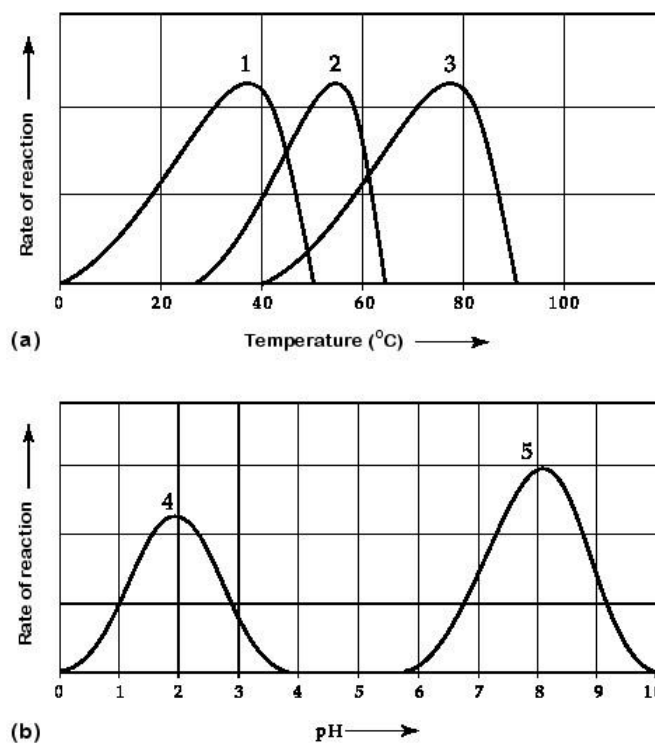 1 2 3
Rate of reaction
0 20 40 60 80 100
(a) Temperature (°C)
4 5
Rate of reaction
0 1 2 3 4 5 6 7 8 9 10
(b) pH